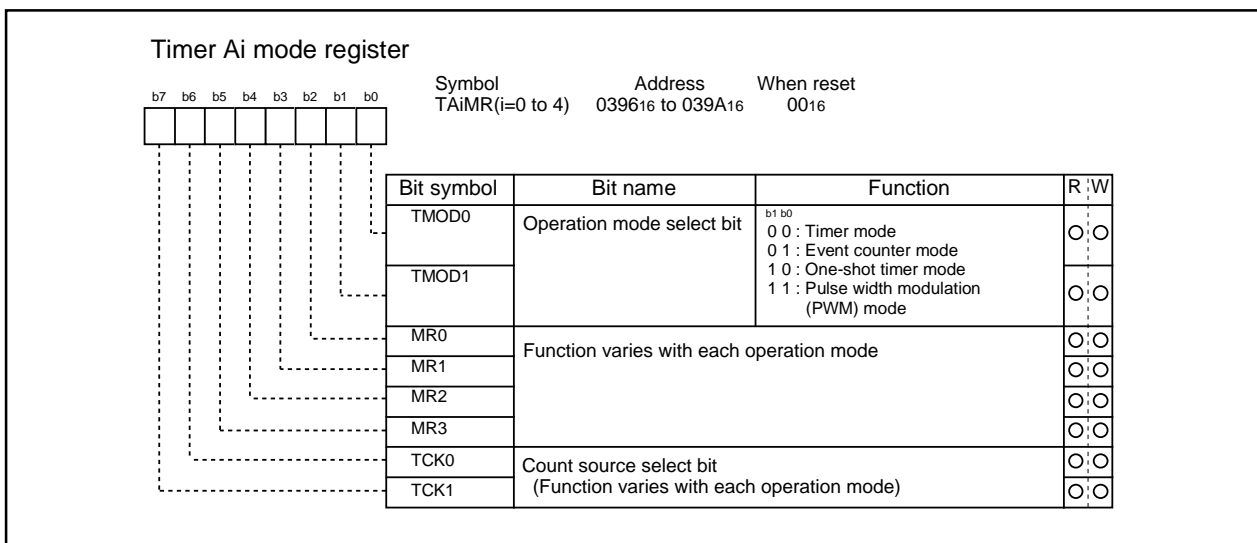 Timer Ai mode register
Symbol Address When reset
TAiMR(i=0 to 4) 039616 to 039A16 0016
b7 b6 b5 b4 b3 b2 b1 b0
Bit symbol Bit name Function R W
TMOD0 Operation mode select bit b1 b0
0 0 : Timer mode
0 1 : Event counter mode
TMOD1 1 0 : One-shot timer mode
1 1 : Pulse width modulation
(PWM) mode
MR0 Function varies with each operation mode
MR1
MR2
MR3
TCK0 Count source select bit
TCK1 (Function varies with each operation mode)